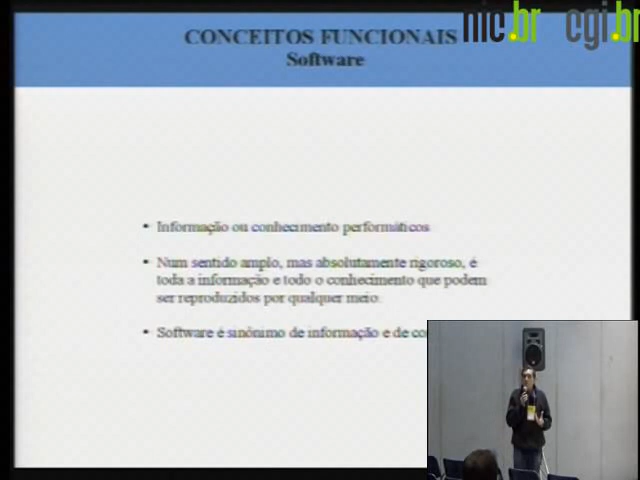 CONCEITOS FUNCIONAIS
Software
nic.br cgi.br
• Informação ou conhecimento performáticos
• Num sentido amplo, mas absolutamente rigoroso, é
toda a informação e todo o conhecimento que podem
ser reproduzidos por qualquer meio.
• Software é sinónimo de informação e de co